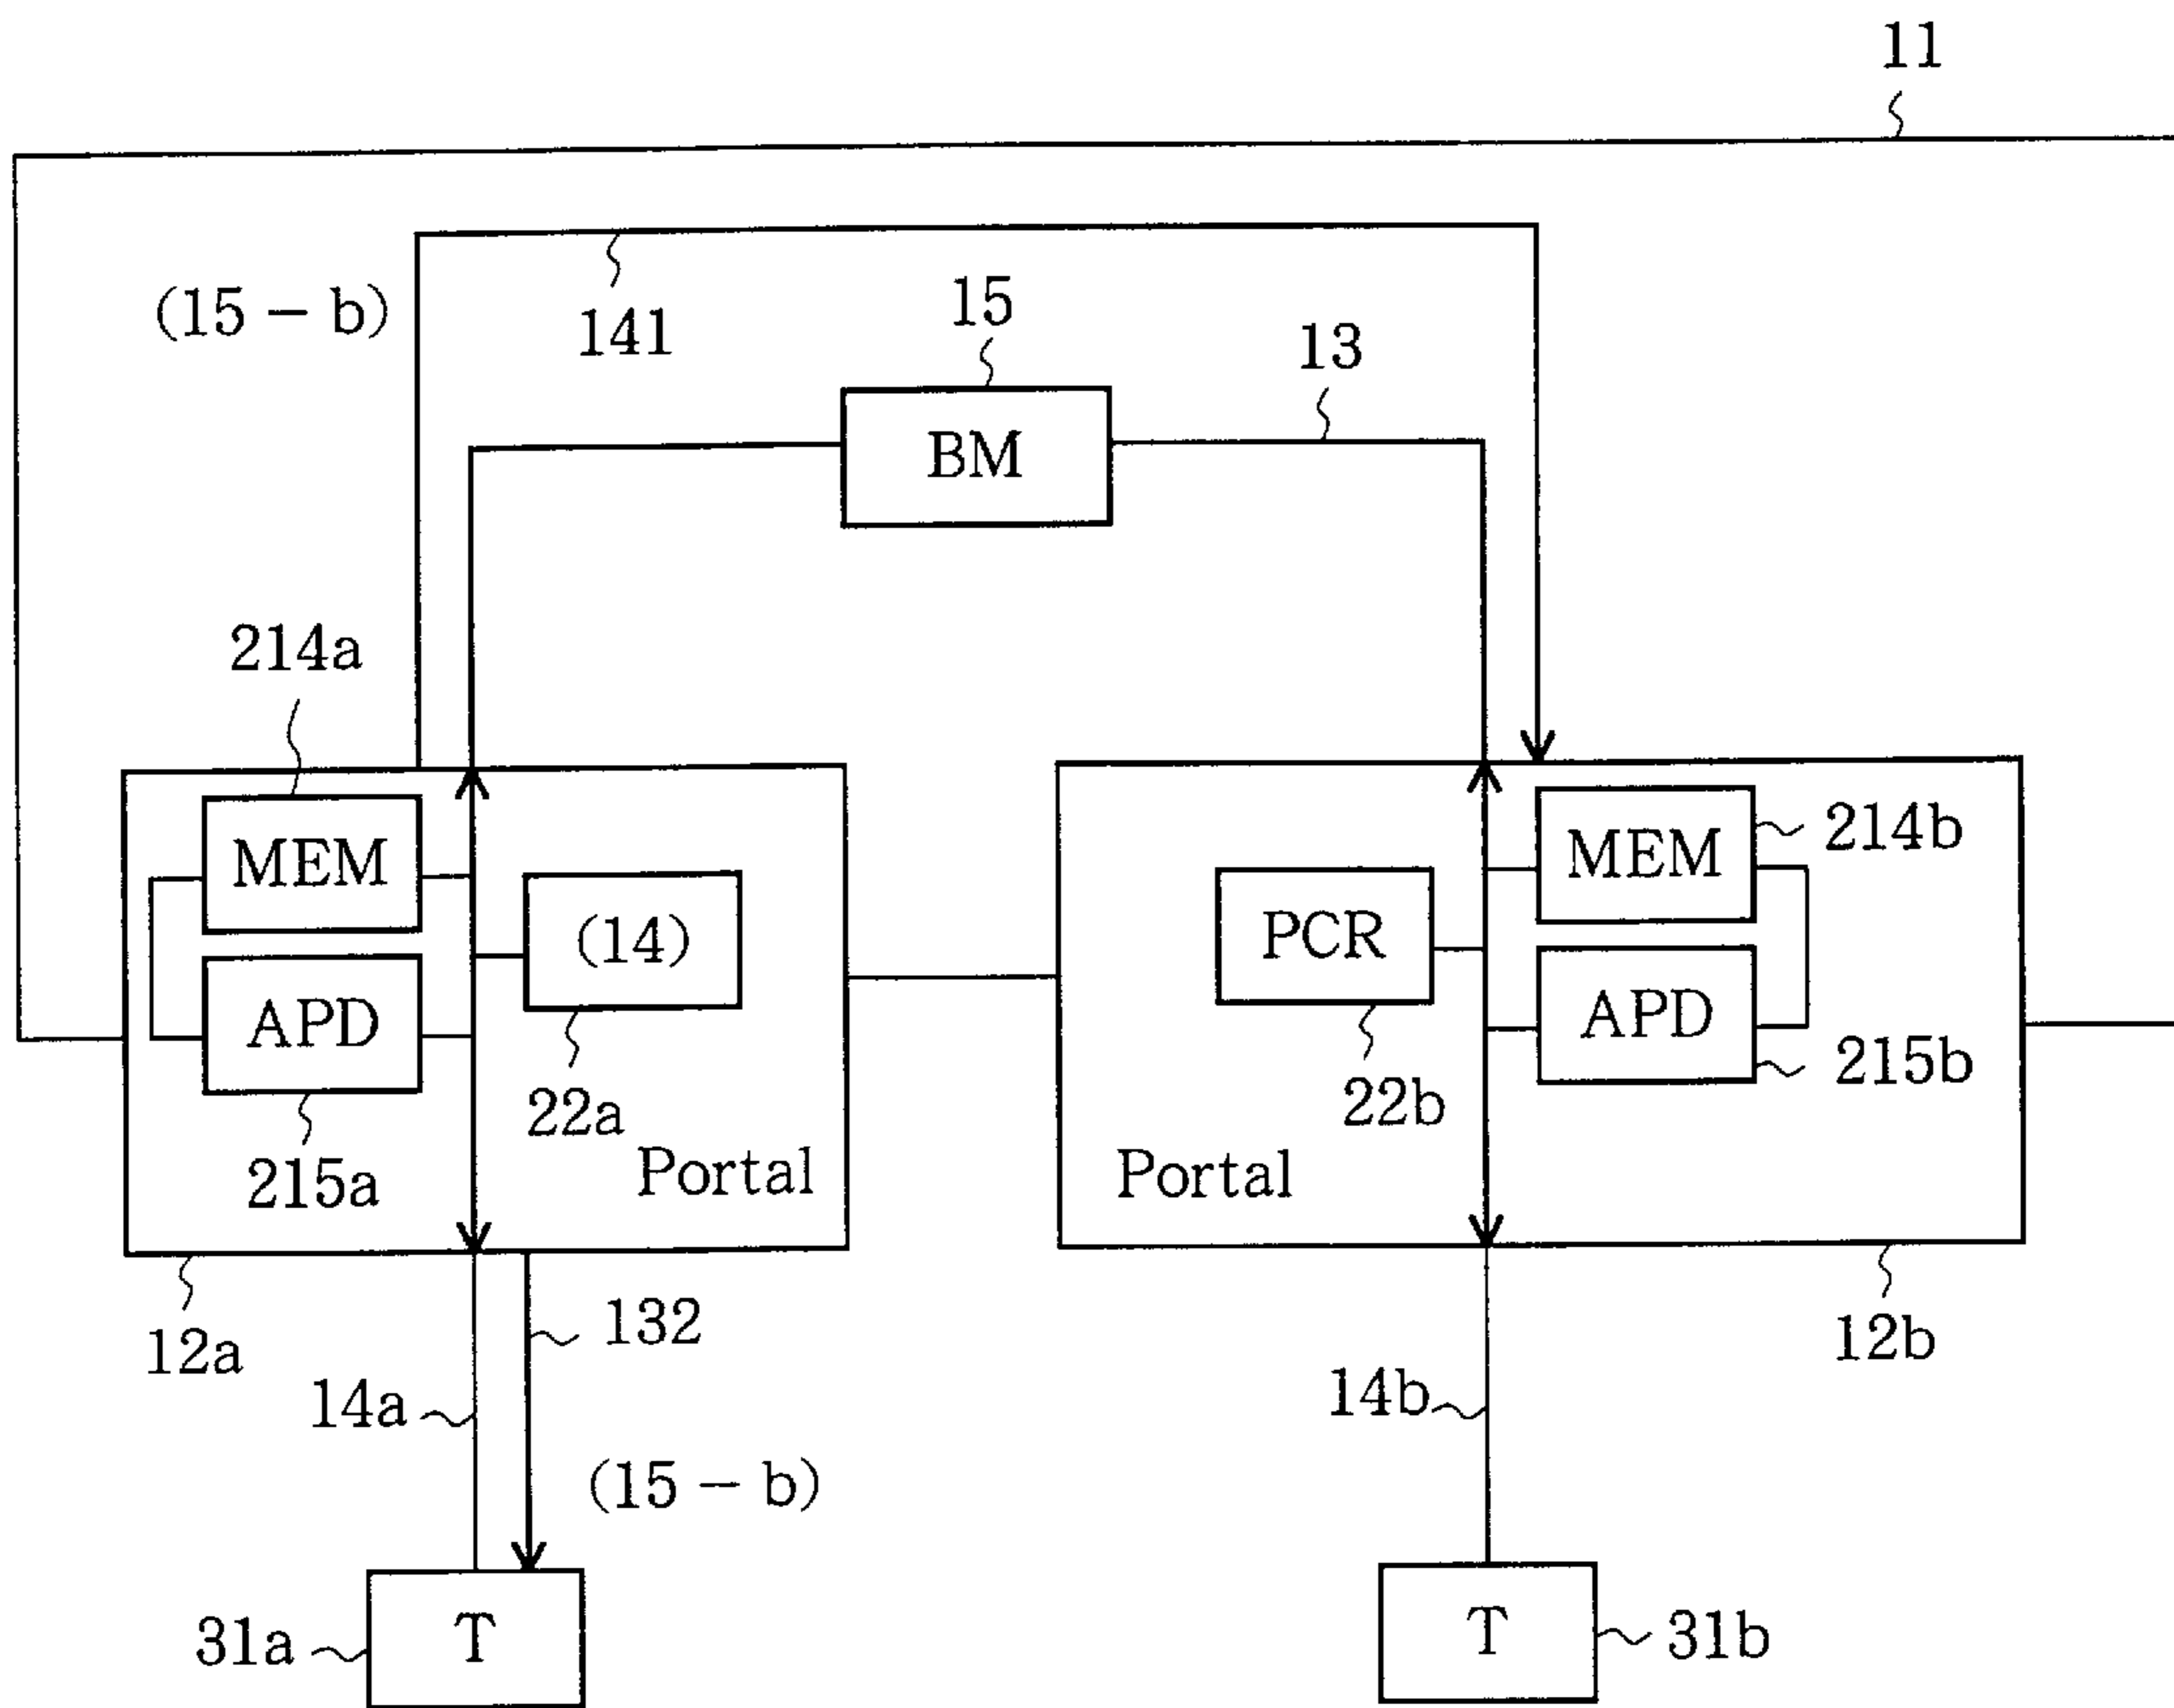 11
(15 - b)
141
15
13
BM
214a
MEM
(14)
APD
22a
215a
Portal
MEM
214b
PCR
APD
215b
22b
Portal
12a
132
14a
(15 - b)
12b
14b
31a
T
T
31b